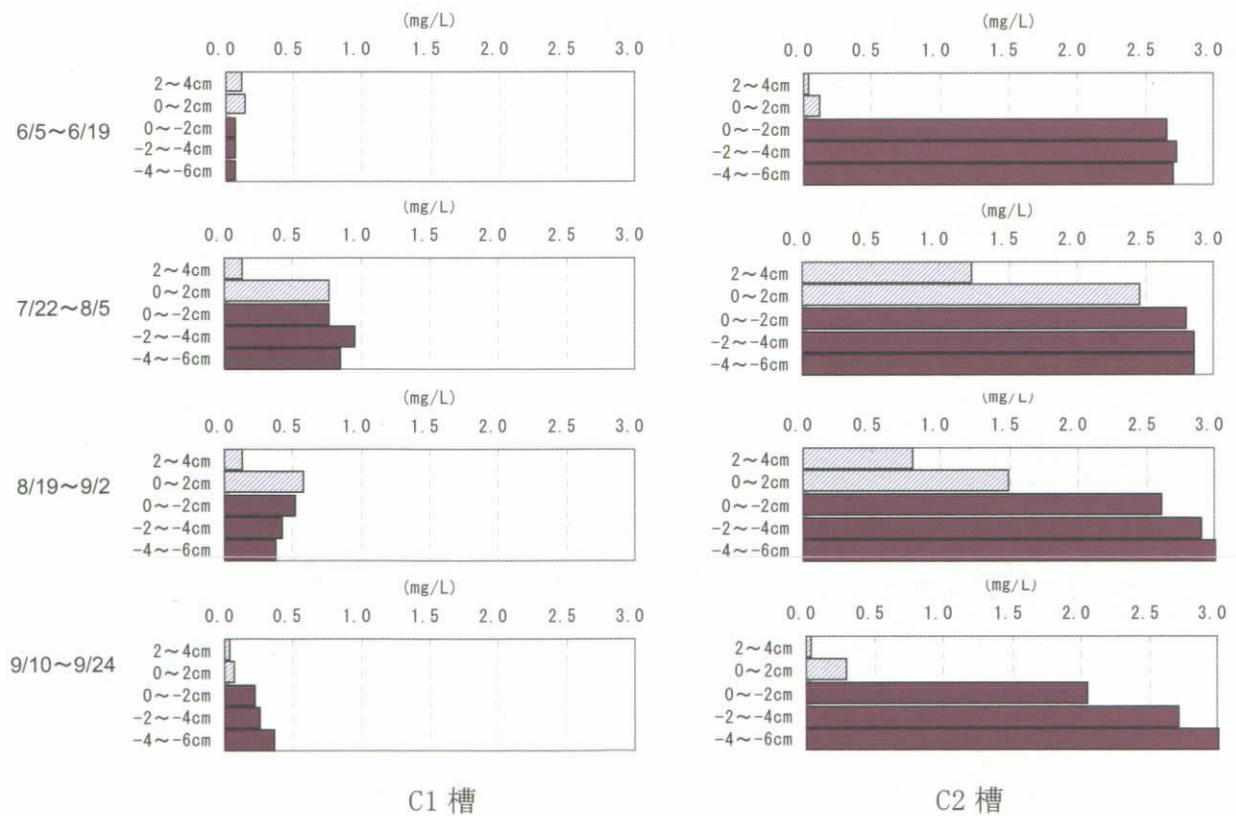 (mg/L) (mg/L)
0.0 0.5 1.0 1.5 2.0 2.5 3.0 0.0 0.5 1.0 1.5 2.0 2.5 3.0
2～4cm 2～4cm
0～2cm 0～2cm
6/5～6/19 0～-2cm 0～-2cm
-2～-4cm -2～-4cm
-4～-6cm -4～-6cm
(mg/L) (mg/L)
0.0 0.5 1.0 1.5 2.0 2.5 3.0 0.0 0.5 1.0 1.5 2.0 2.5 3.0
2～4cm 2～4cm
0～2cm 0～2cm
7/22～8/5 0～-2cm 0～-2cm
-2～-4cm -2～-4cm
-4～-6cm -4～-6cm
(mg/L) (mg/L)
0.0 0.5 1.0 1.5 2.0 2.5 3.0 0.0 0.5 1.0 1.5 2.0 2.5 3.0
2～4cm 2～4cm
0～2cm 0～2cm
8/19～9/2 0～-2cm 0～-2cm
-2～-4cm -2～-4cm
-4～-6cm -4～-6cm
(mg/L) (mg/L)
0.0 0.5 1.0 1.5 2.0 2.5 3.0 0.0 0.5 1.0 1.5 2.0 2.5 3.0
2～4cm 2～4cm
0～2cm 0～2cm
9/10～9/24 0～-2cm 0～-2cm
-2～-4cm -2～-4cm
-4～-6cm -4～-6cm
C1 槽 C2 槽